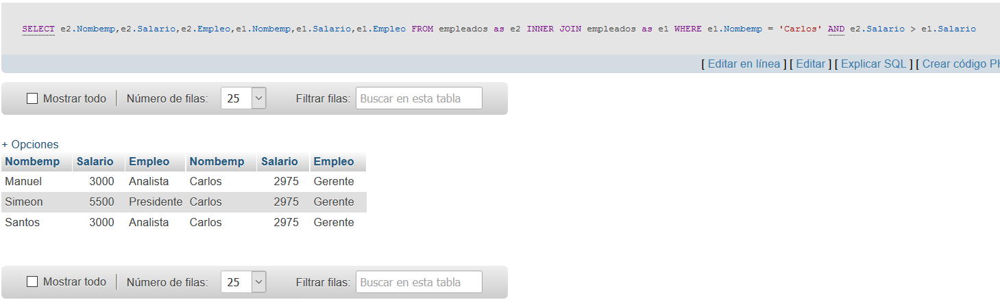 SELECT e2.Nombemp,e2.Salario,e2.Empleo,e1.Nombemp,e1.Salario,e1.Empleo FROM empleados as e2 INNER JOIN empleados as e1 WHERE e1.Nombemp = 'Carlos' AND e2.Salario > e1.Salario
[ Editar en línea ] [ Editar ] [ Explicar SQL ] [ Crear código PH
Mostrar todo Número de filas: 25 Filtrar filas: Buscar en esta tabla
+ Opciones
Nombemp Salario Empleo Nombemp Salario Empleo
Manuel 3000 Analista Carlos 2975 Gerente
Simeon 5500 Presidente Carlos 2975 Gerente
Santos 3000 Analista Carlos 2975 Gerente
Mostrar todo Número de filas: 25 Filtrar filas: Buscar en esta tabla